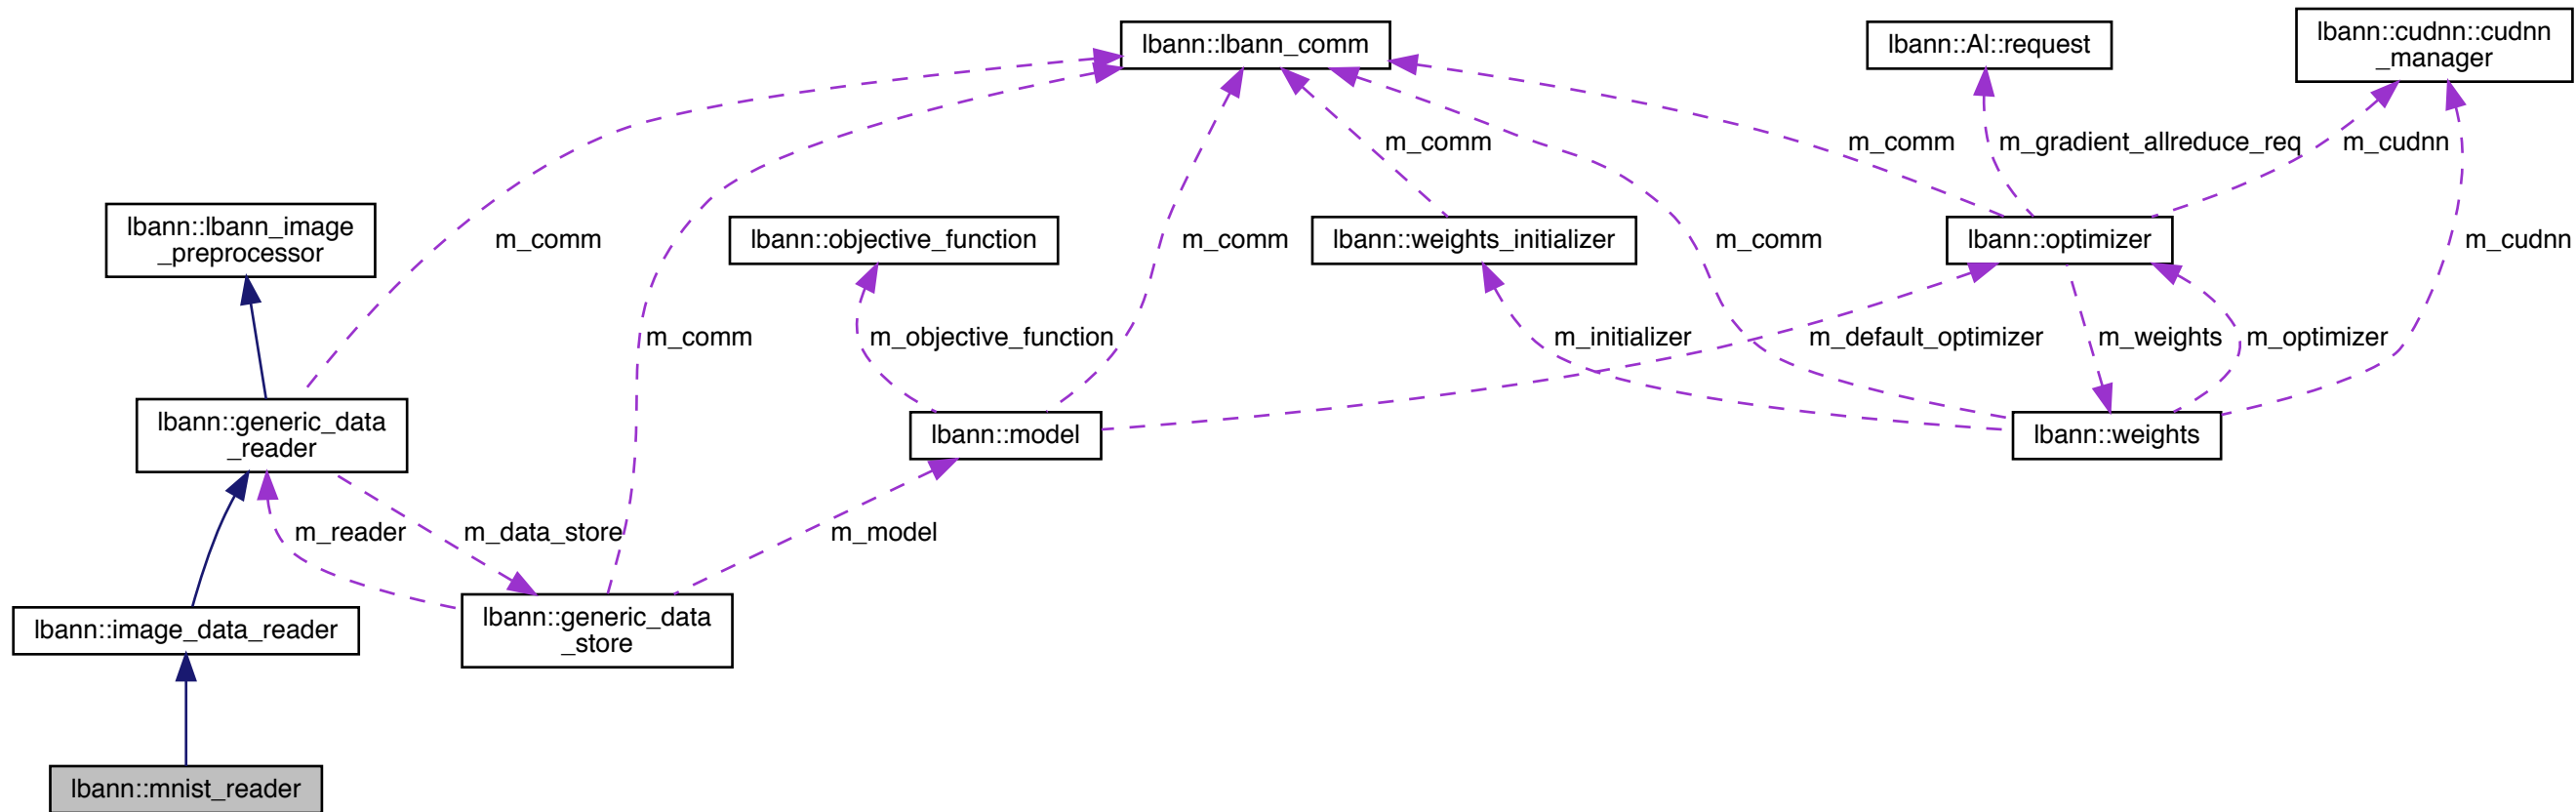 lbann::lbann_comm
lbann::Al::request
lbann::cudnn::cudnn
_manager
m_comm
m_comm
m_gradient_allreduce_req
m_cudnn
lbann::lbann_image
_preprocessor
m_comm
lbann::objective_function
m_comm
lbann::weights_initializer
m_comm
lbann::optimizer
m_cudnn
m_comm
m_objective_function
m_initializer
m_default_optimizer
m_weights
m_optimizer
lbann::generic_data
_reader
lbann::model
lbann::weights
m_reader
m_data_store
m_model
lbann::image_data_reader
lbann::generic_data
_store
lbann::mnist_reader